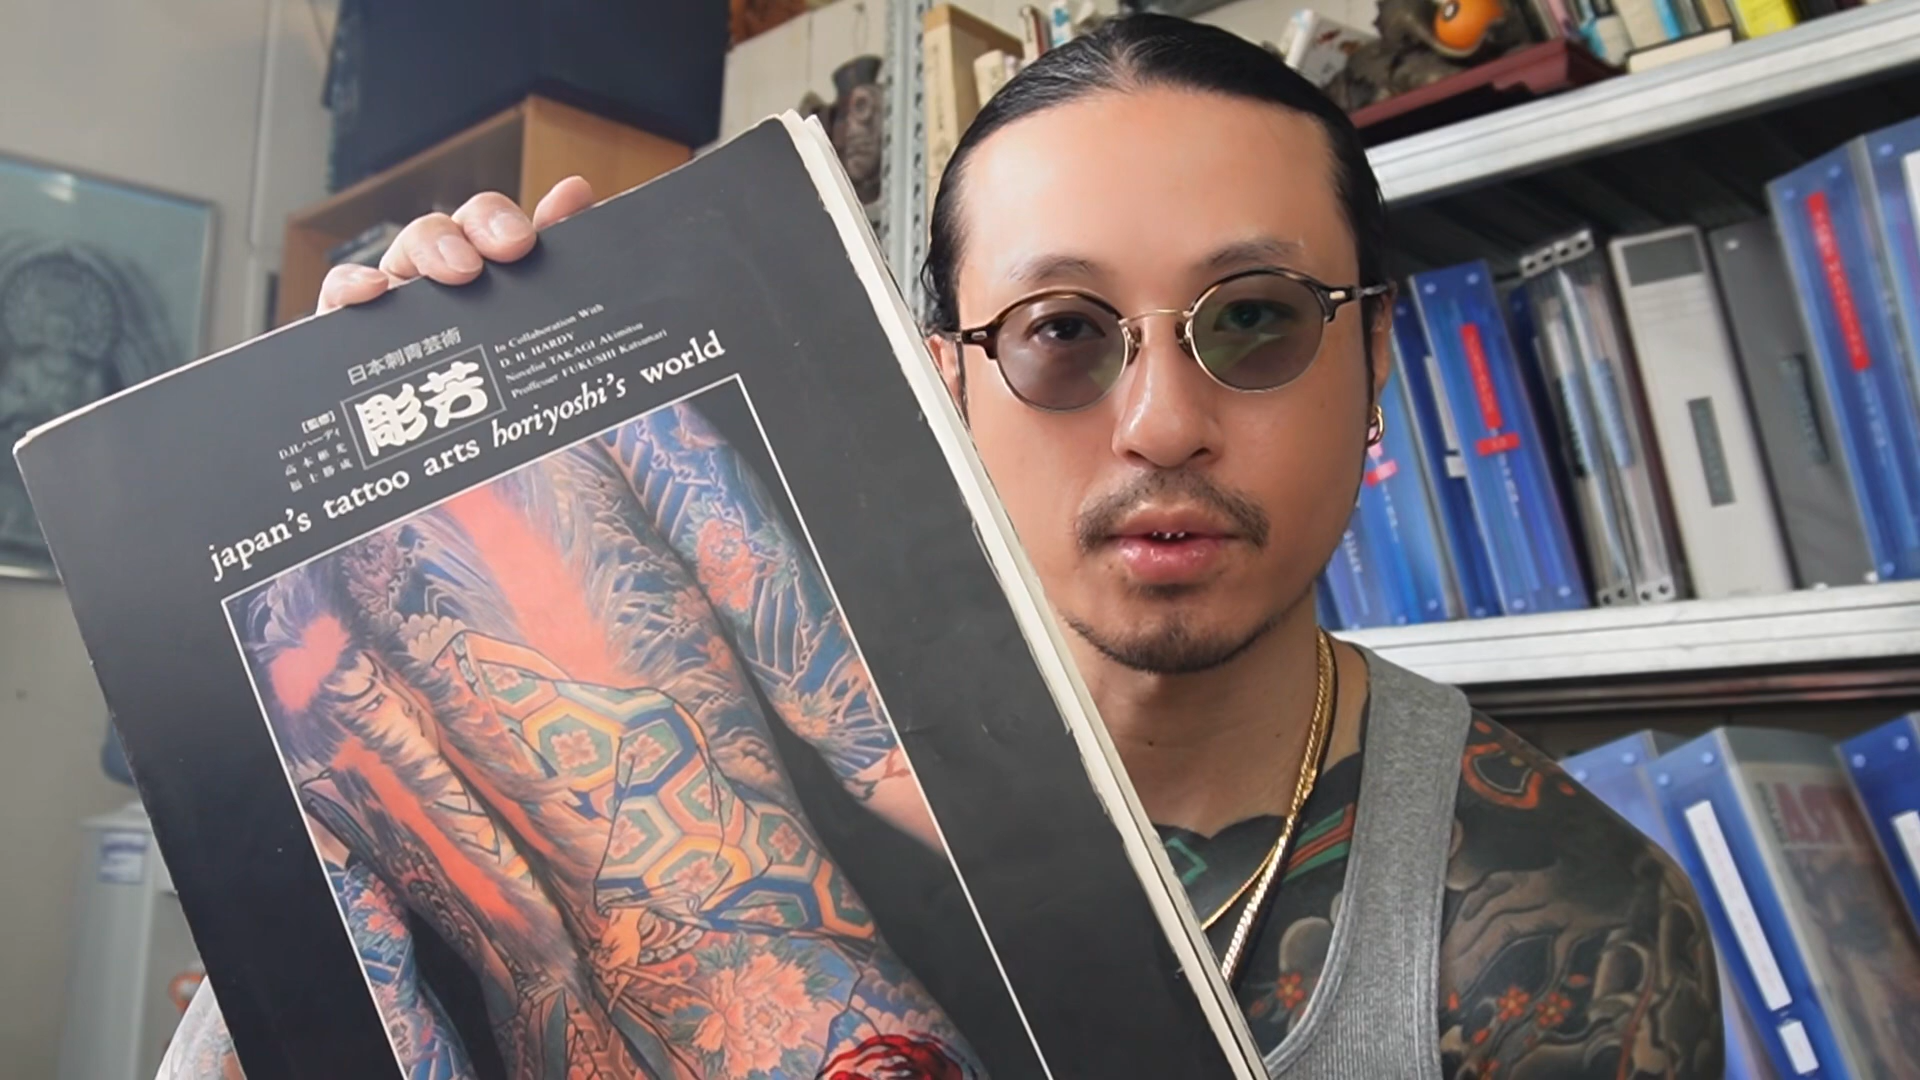 日本刺青芸術
彫芳
[監修]
D.H.ハーディ
高木彬光
福士勝成
In Collaboration With
D. H. HARDY
Novelist TAKAGI Akimitsu
Proffesser FUKUSHI Katsunari
japan's tattoo arts horiyoshi's world